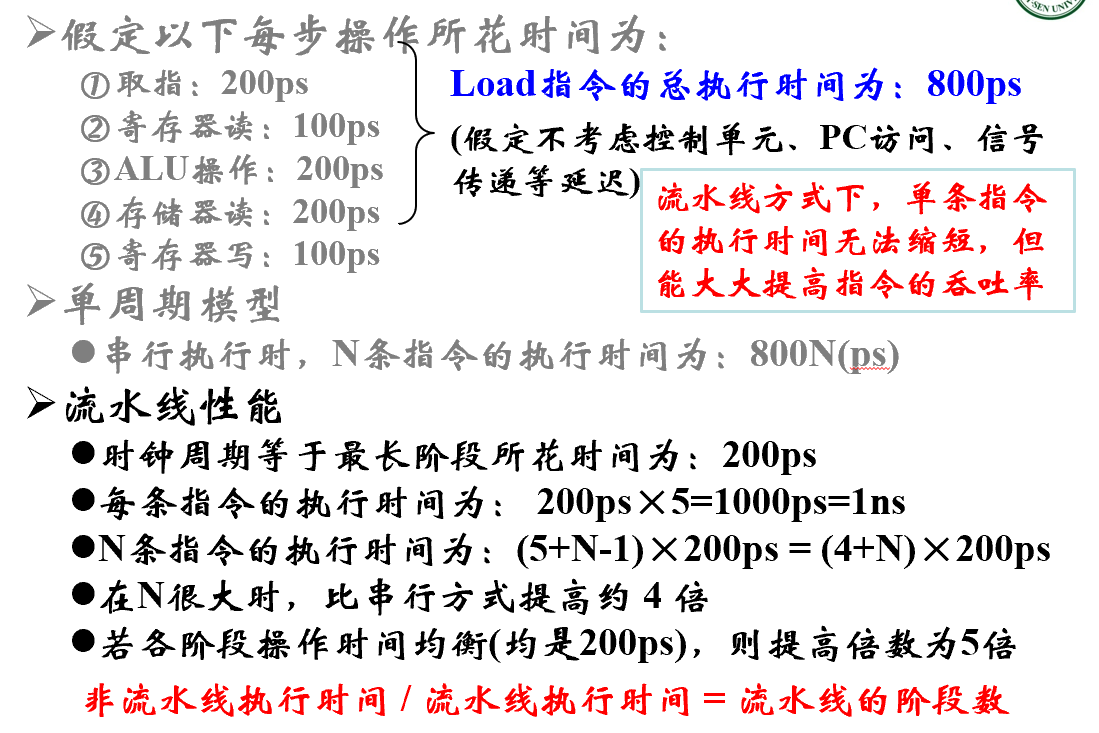 ➢假定以下每步操作所花时间为：
①取指：200ps
②寄存器读：100ps
③ALU操作：200ps
④存储器读：200ps
⑤寄存器写：100ps
Load指令的总执行时间为：800ps
(假定不考虑控制单元、PC访问、信号
传递等延迟)
流水线方式下，单条指令
的执行时间无法缩短，但
能大大提高指令的吞吐率
➢单周期模型
●串行执行时，N条指令的执行时间为：800N(ps)
➢流水线性能
●时钟周期等于最长阶段所花时间为：200ps
●每条指令的执行时间为： 200ps×5=1000ps=1ns
●N条指令的执行时间为：(5+N-1)×200ps = (4+N)×200ps
●在N很大时，比串行方式提高约 4 倍
●若各阶段操作时间均衡(均是200ps)，则提高倍数为5倍
非流水线执行时间 / 流水线执行时间 = 流水线的阶段数